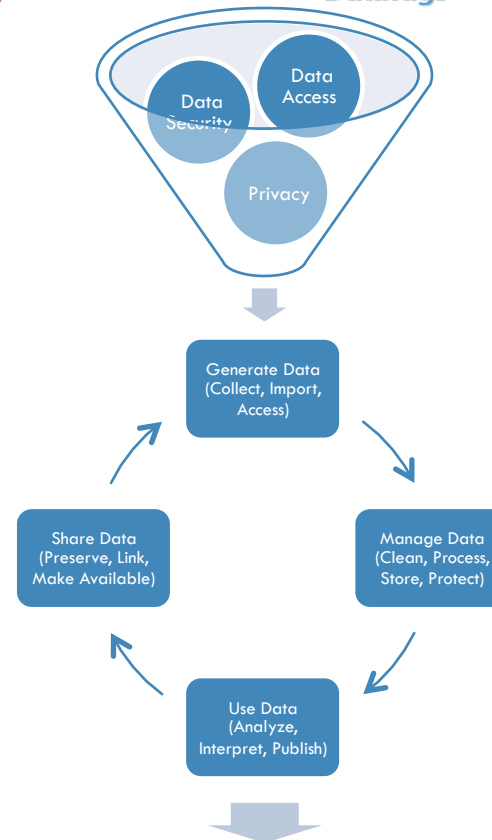 Data
Access
Data
Security
Privacy
Generate Data
(Collect, Import,
Access)
Share Data
(Preserve, Link,
Make Available)
Manage Data
(Clean, Process,
Store, Protect)
Use Data
(Analyze,
Interpret, Publish)